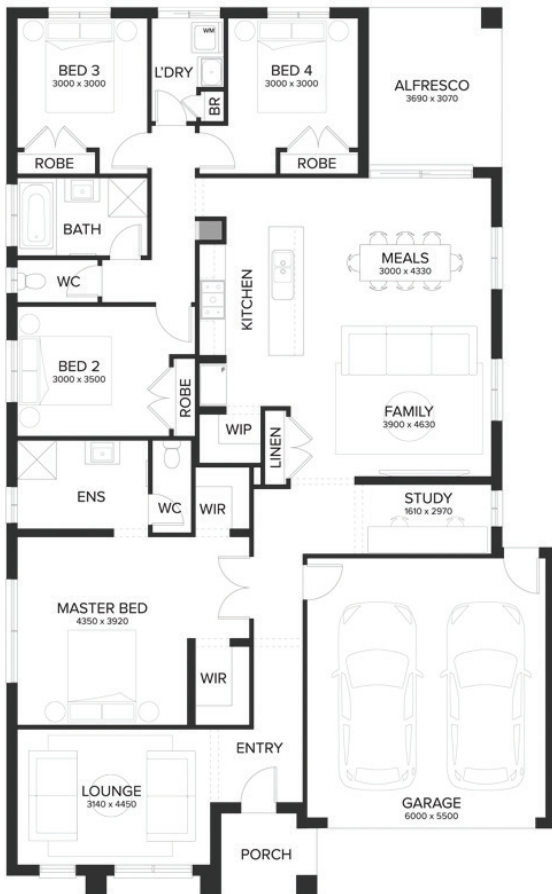 BED 3
3000 x 3000
L'DRY
WM
BR
BED 4
3000 x 3000
ALFRESCO
3690 x 3070
ROBE
ROBE
BATH
WC
KITCHEN
MEALS
3000 x 4330
BED 2
3000 x 3500
ROBE
WIP
LINEN
FAMILY
3900 x 4630
ENS
WC
WIR
STUDY
1610 x 2970
MASTER BED
4350 x 3920
WIR
ENTRY
LOUNGE
3140 x 4450
GARAGE
6000 x 5500
PORCH